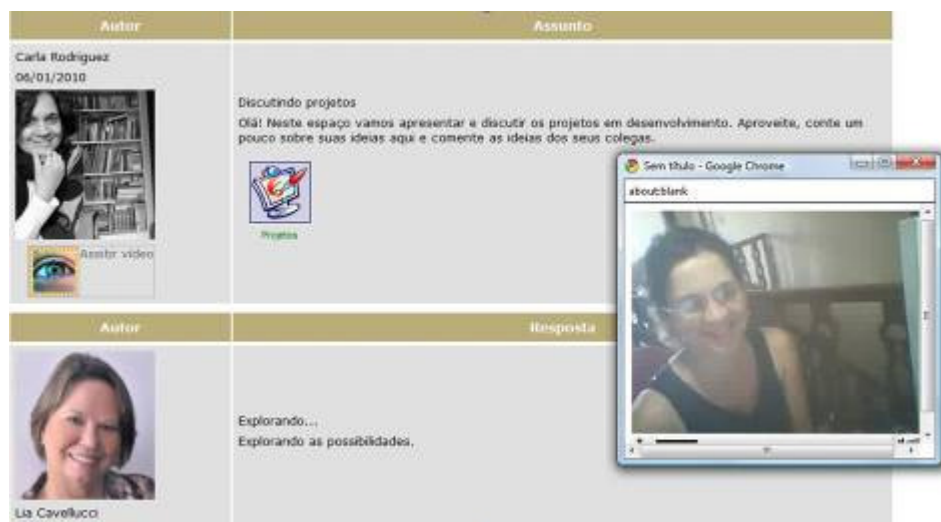 Autor
Assunto
Carla Rodriguez
06/01/2010
Discutindo projetos
Olá! Neste espaço vamos apresentar e discutir os projetos em desenvolvimento. Aproveite, conte um
pouco sobre suas ideias aqui e comente as ideias dos seus colegas.
Projetos
Assitir vídeo
Sem título - Google Chrome
about:blank
Autor
Resposta
Explorando...
Explorando as possibilidades.
Lia Cavellucci